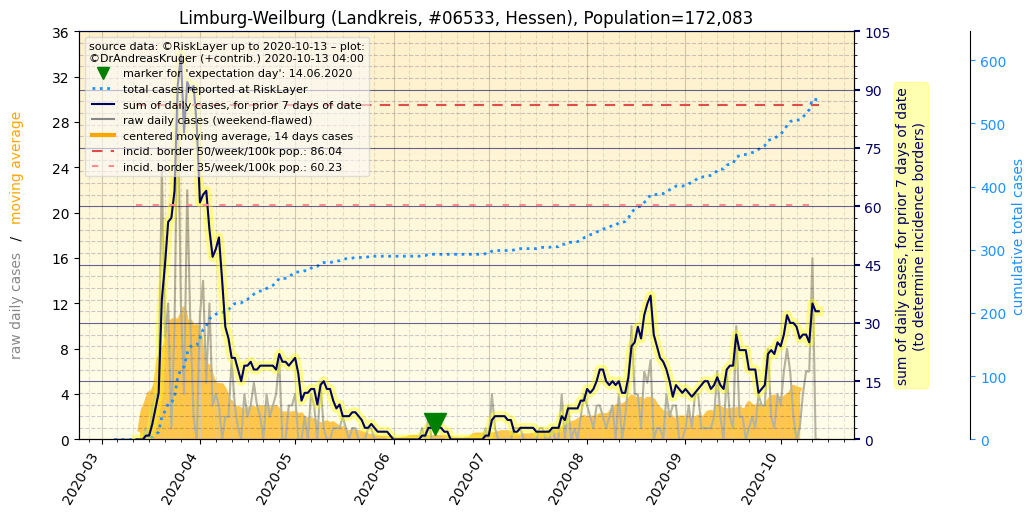 Limburg-Weilburg (Landkreis, #06533, Hessen), Population=172,083
source data: ©RiskLayer up to 2020-10-13 – plot:
©DrAndreasKruger (+contrib.) 2020-10-13 04:00
marker for 'expectation day': 14.06.2020
total cases reported at RiskLayer
sum of daily cases, for prior 7 days of date
raw daily cases (weekend-flawed)
centered moving average, 14 days cases
incid. border 50/week/100k pop.: 86.04
incid. border 35/week/100k pop.: 60.23
raw daily cases / moving average
36
32
28
24
20
16
12
8
4
0
2020-03
2020-04
2020-05
2020-06
2020-07
2020-08
2020-09
2020-10
105
90
75
60
45
30
15
0
sum of daily cases, for prior 7 days of date
(to determine incidence borders)
600
500
400
300
200
100
0
cumulative total cases